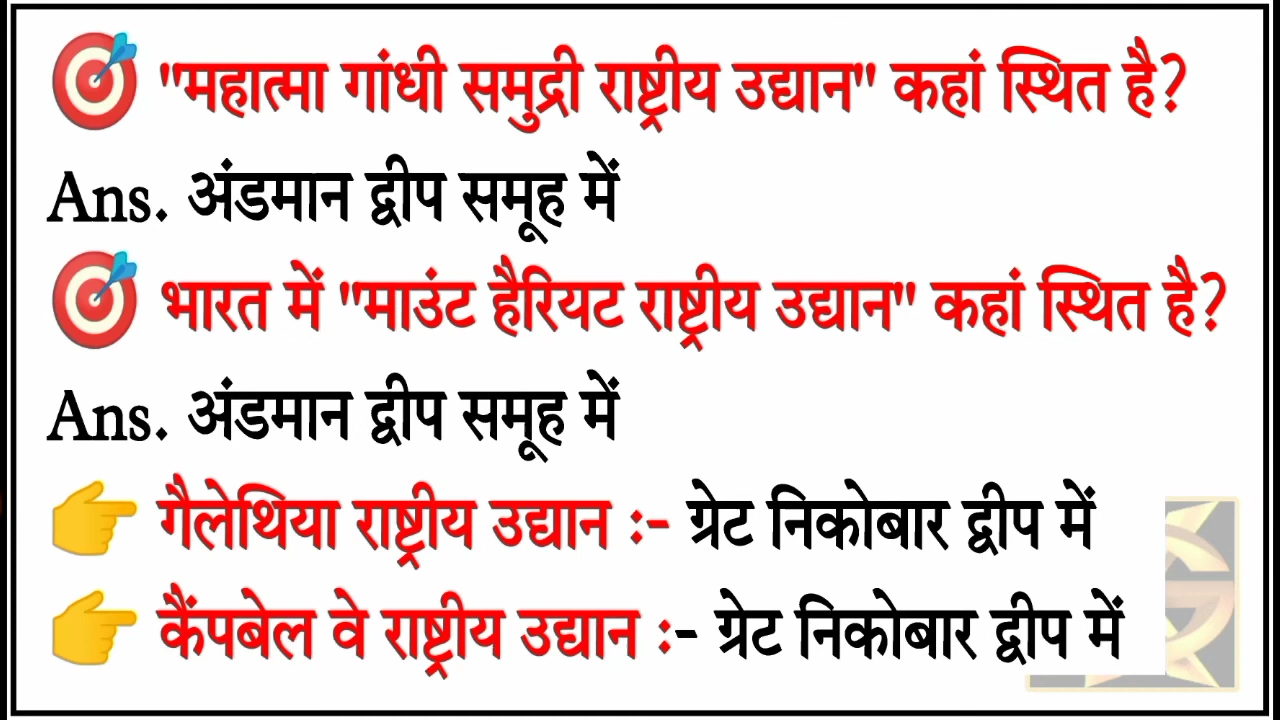 "महात्मा गांधी समुद्री राष्ट्रीय उद्यान" कहां स्थित है?
Ans. अंडमान द्वीप समूह में
भारत में "माउंट हैरियट राष्ट्रीय उद्यान" कहां स्थित है?
Ans. अंडमान द्वीप समूह में
गैलेथिया राष्ट्रीय उद्यान :- ग्रेट निकोबार द्वीप में
कैंपबेल वे राष्ट्रीय उद्यान :- ग्रेट निकोबार द्वीप में